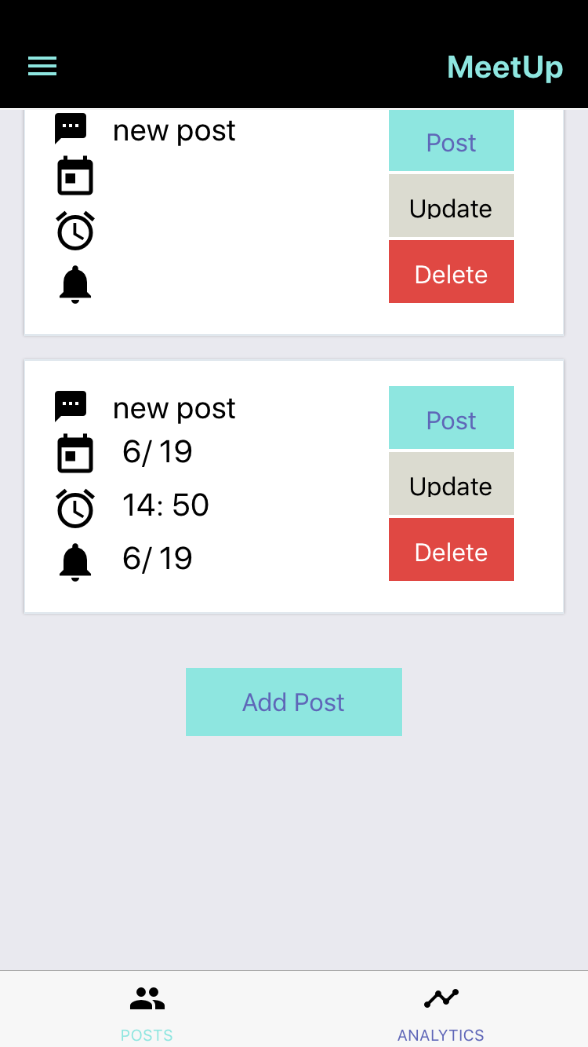 MeetUp
new post
Post
Update
Delete
new post
6/ 19
14: 50
6/ 19
Post
Update
Delete
Add Post
POSTS
ANALYTICS